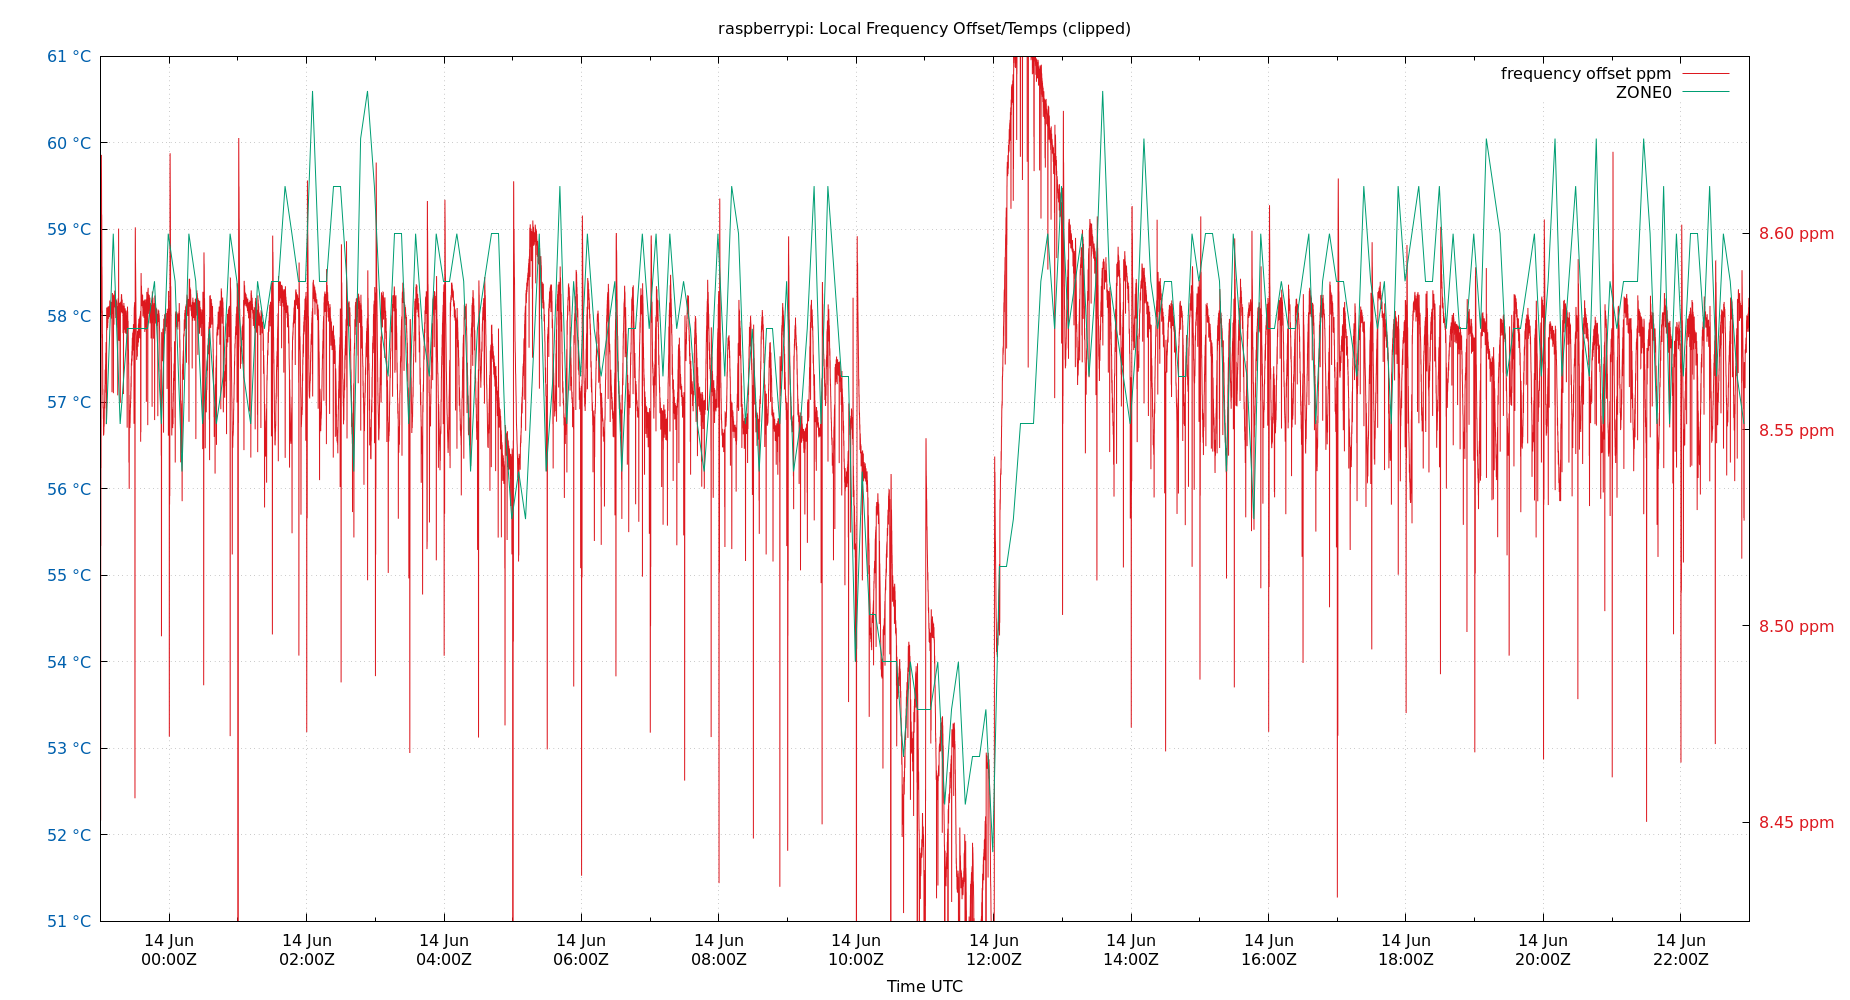 raspberrypi: Local Frequency Offset/Temps (clipped)
61 °C
60 °C
59 °C
58 °C
57 °C
56 °C
55 °C
54 °C
53 °C
52 °C
51 °C
frequency offset ppm
ZONE0
8.60 ppm
8.55 ppm
8.50 ppm
8.45 ppm
14 Jun 14 Jun 14 Jun 14 Jun 14 Jun 14 Jun 14 Jun 14 Jun 14 Jun 14 Jun 14 Jun 14 Jun
00:00Z 02:00Z 04:00Z 06:00Z 08:00Z 10:00Z 12:00Z 14:00Z 16:00Z 18:00Z 20:00Z 22:00Z
Time UTC